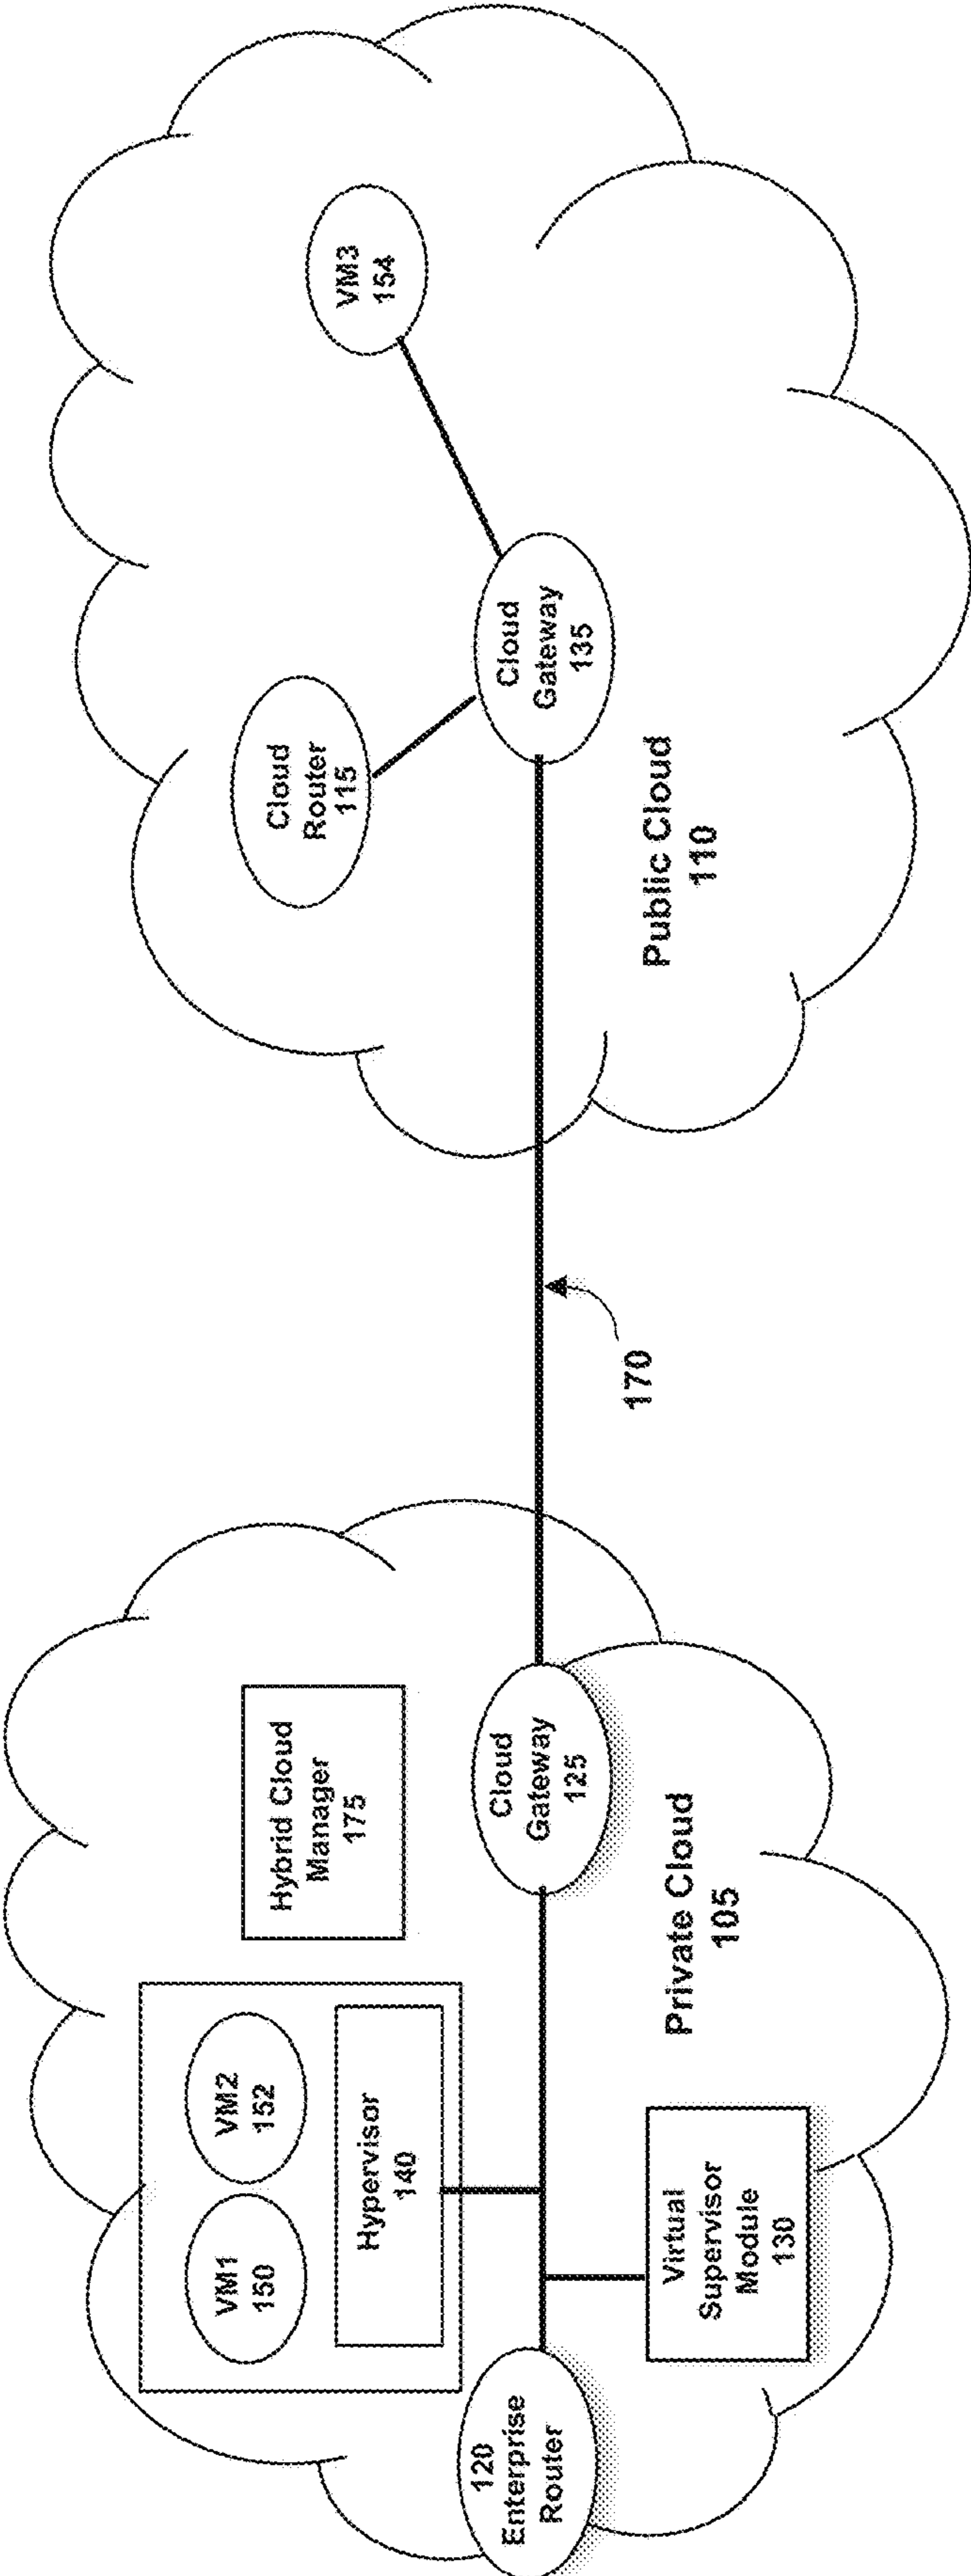 VM1
150
VM2
152
Hypervisor
140
Hybrid Cloud
Manager
175
120
Enterprise
Router
Cloud
Gateway
125
Virtual
Supervisor
Module
130
Private Cloud
105
170
Cloud
Router
115
VM3
154
Cloud
Gateway
135
Public Cloud
110